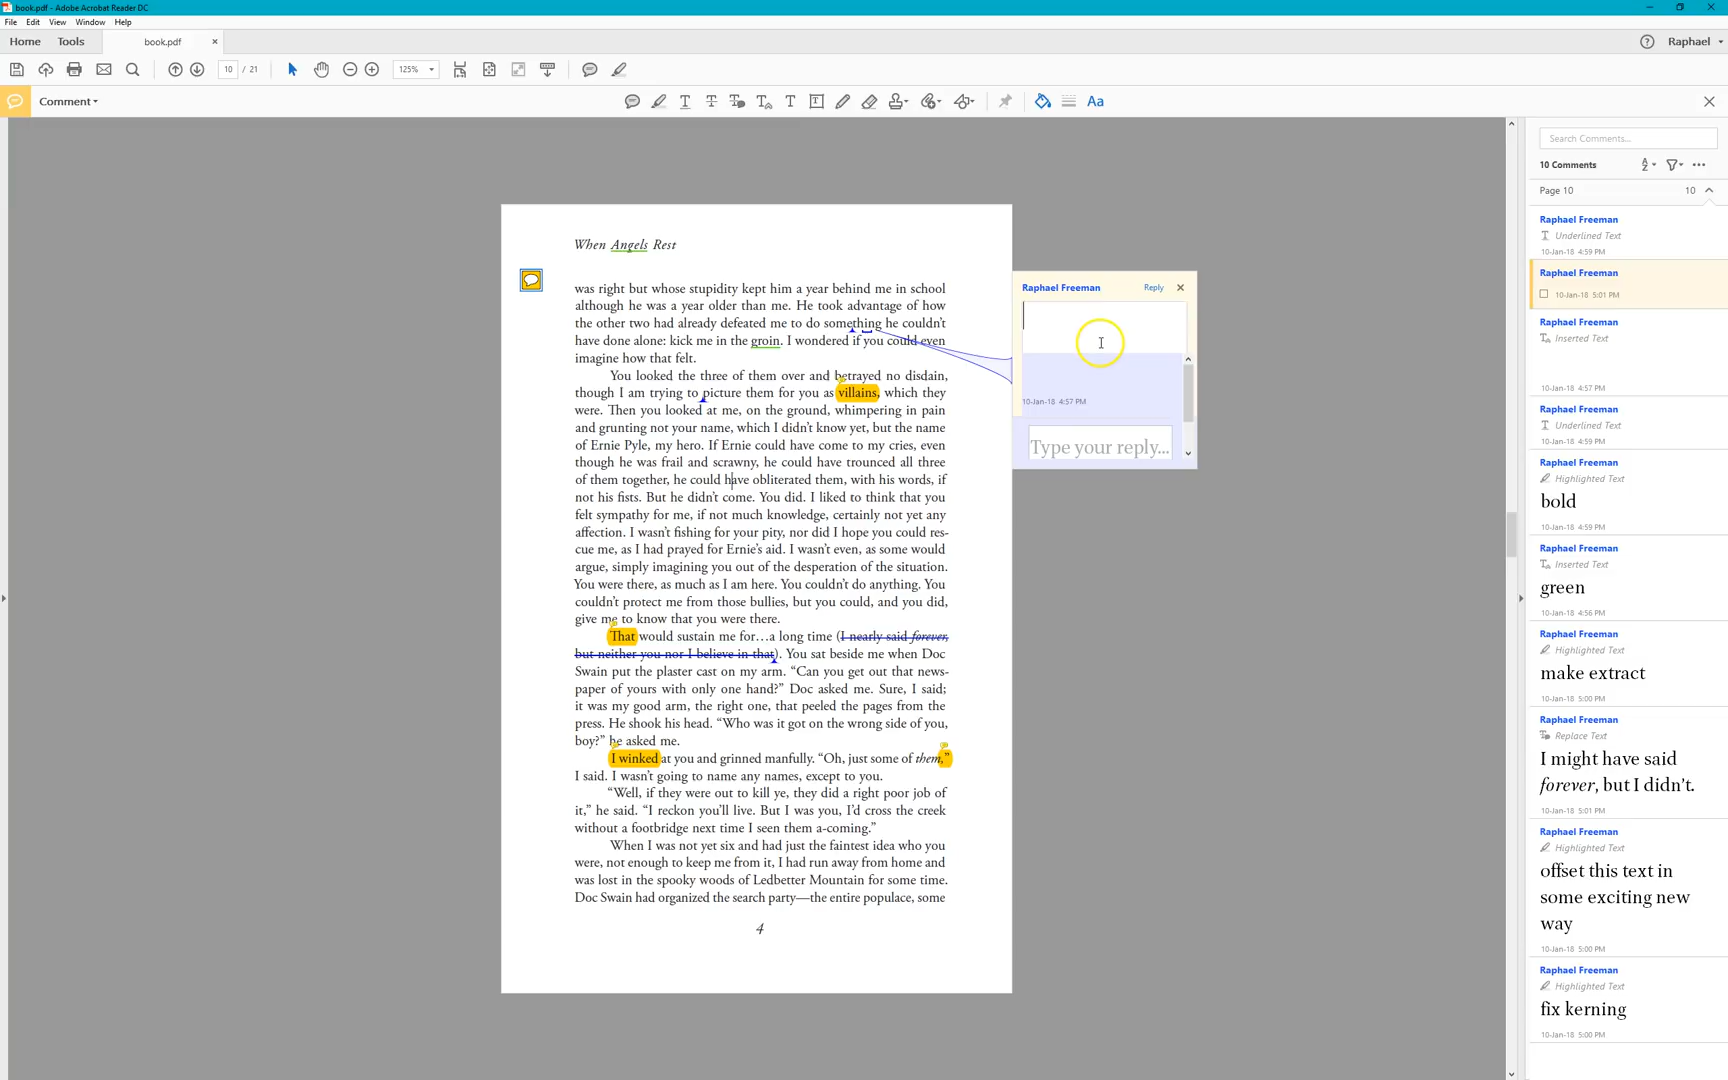 book.pdf - Adobe Acrobat Reader DC
File Edit View Window Help
Home Tools book.pdf × Raphael
10 / 21 125%
Comment
Aa
When Angels Rest
was right but whose stupidity kept him a year behind me in school
although he was a year older than me. He took advantage of how
the other two had already defeated me to do something he couldn’t
have done alone: kick me in the groin. I wondered if you could even
imagine how that felt.
You looked the three of them over and betrayed no disdain,
though I am trying to picture them for you as villains, which they
were. Then you looked at me, on the ground, whimpering in pain
and grunting not your name, which I didn’t know yet, but the name
of Ernie Pyle, my hero. If Ernie could have come to my cries, even
though he was frail and scrawny, he could have trounced all three
of them together, he could have obliterated them, with his words, if
not his fists. But he didn’t come. You did. I liked to think that you
felt sympathy for me, if not much knowledge, certainly not yet any
affection. I wasn’t fishing for your pity, nor did I hope you could res-
cue me, as I had prayed for Ernie’s aid. I wasn’t even, as some would
argue, simply imagining you out of the desperation of the situation.
You were there, as much as I am here. You couldn’t do anything. You
couldn’t protect me from those bullies, but you could, and you did,
give me to know that you were there.
That would sustain me for…a long time (I nearly said forever,
but neither you nor I believe in that). You sat beside me when Doc
Swain put the plaster cast on my arm. “Can you get out that news-
paper of yours with only one hand?” Doc asked me. Sure, I said;
it was my good arm, the right one, that peeled the pages from the
press. He shook his head. “Who was it got on the wrong side of you,
boy?” he asked me.
I winked at you and grinned manfully. “Oh, just some of them,”
I said. I wasn’t going to name any names, except to you.
“Well, if they were out to kill ye, they did a right poor job of
it,” he said. “I reckon you’ll live. But I was you, I’d cross the creek
without a footbridge next time I seen them a-coming.”
When I was not yet six and had just the faintest idea who you
were, not enough to keep me from it, I had run away from home and
was lost in the spooky woods of Ledbetter Mountain for some time.
Doc Swain had organized the search party—the entire populace, some
4
Raphael Freeman Reply ×
10-Jan-18 4:57 PM
Type your reply...
Search Comments...
10 Comments
Page 10 10
Raphael Freeman
Underlined Text
10-Jan-18 4:59 PM
Raphael Freeman
10-Jan-18 5:01 PM
Raphael Freeman
Inserted Text
10-Jan-18 4:57 PM
Raphael Freeman
Underlined Text
10-Jan-18 4:59 PM
Raphael Freeman
Highlighted Text
bold
10-Jan-18 4:59 PM
Raphael Freeman
Inserted Text
green
10-Jan-18 4:56 PM
Raphael Freeman
Highlighted Text
make extract
10-Jan-18 5:00 PM
Raphael Freeman
Replace Text
I might have said
forever, but I didn’t.
10-Jan-18 5:01 PM
Raphael Freeman
Highlighted Text
offset this text in
some exciting new
way
10-Jan-18 5:00 PM
Raphael Freeman
Highlighted Text
fix kerning
10-Jan-18 5:00 PM